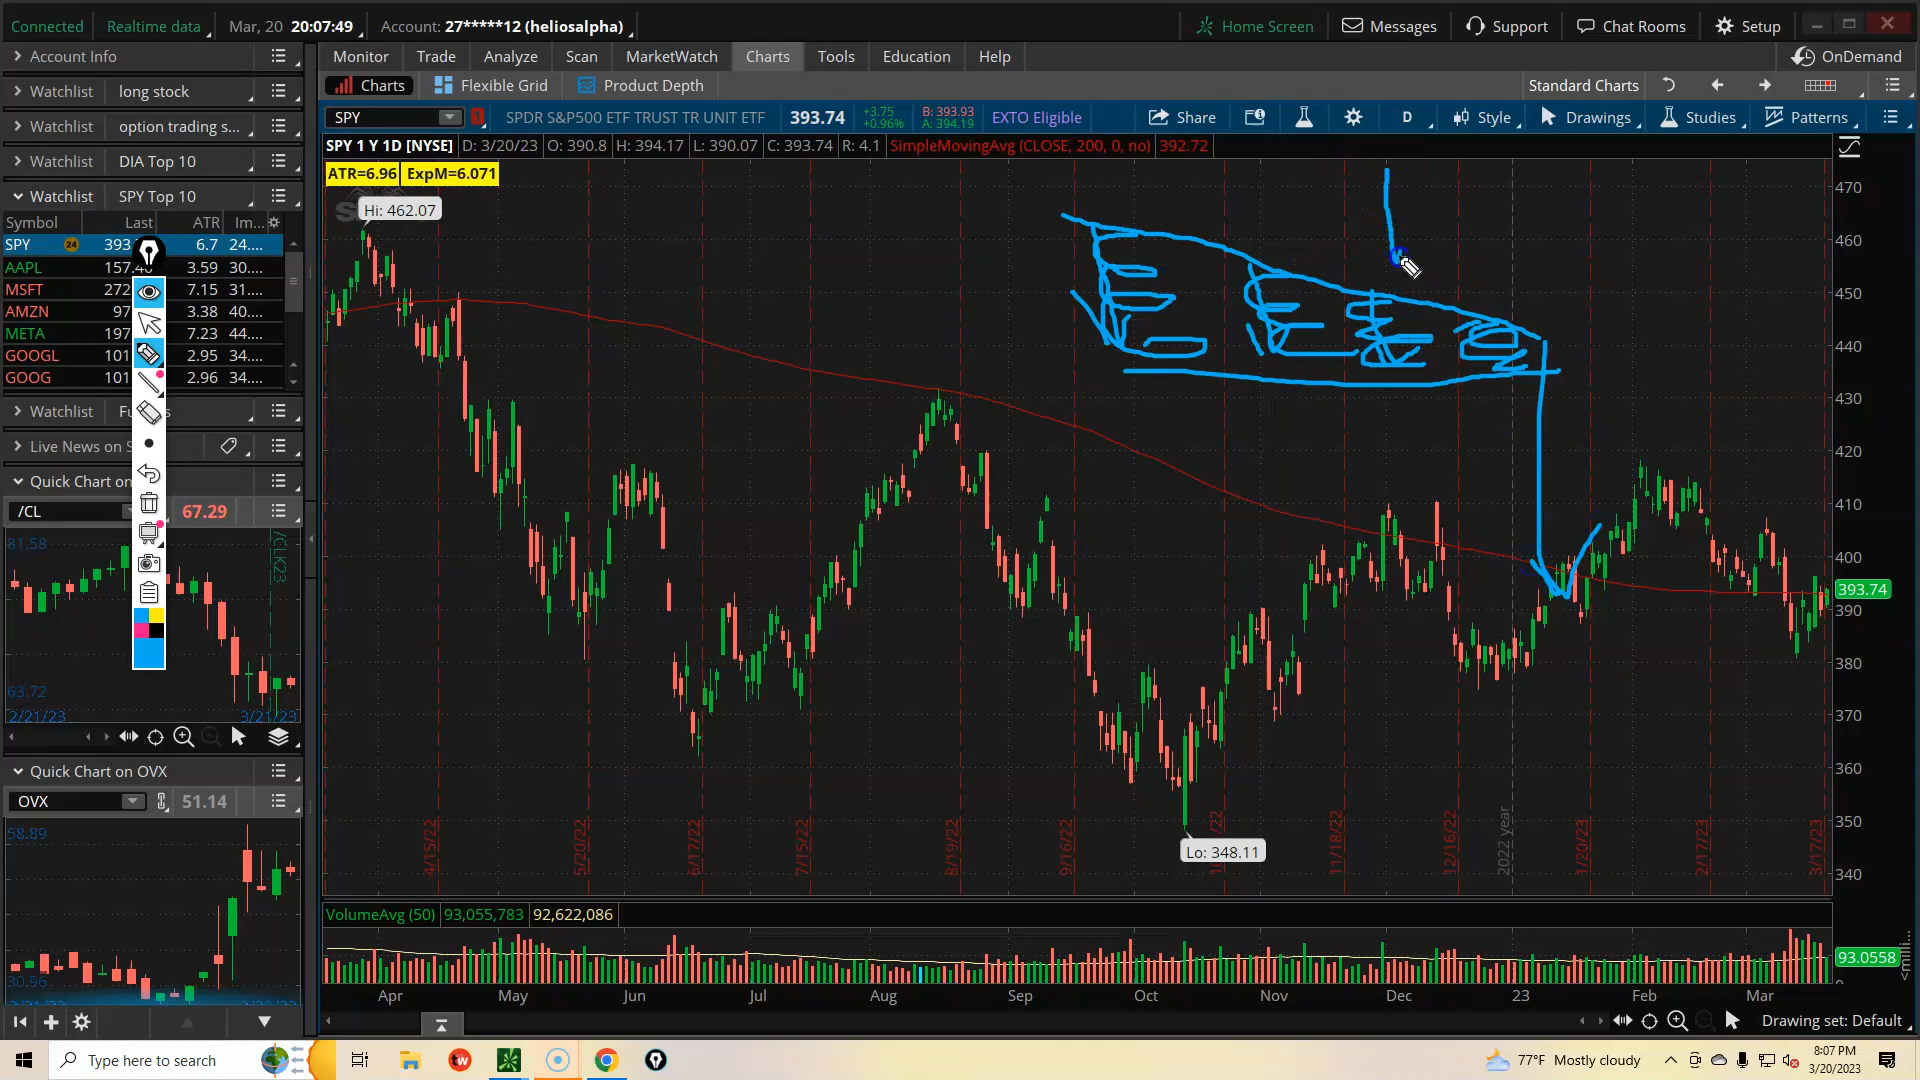 Connected Realtime data Mar, 20 20:07:49 Account: 27*****12 (heliosalpha) Home Screen Messages Support Chat Rooms Setup
Account Info Monitor Trade Analyze Scan MarketWatch Charts Tools Education Help OnDemand
Watchlist long stock Charts Flexible Grid Product Depth Standard Charts
Watchlist option trading s... SPY SPDR S&P500 ETF TRUST TR UNIT ETF 393.74 +3.75 +0.96% B: 393.93 A: 394.19 EXTO Eligible Share D Style Drawings Studies Patterns
SPY 1 Y 1D [NYSE] D: 3/20/23 O: 390.8 H: 394.17 L: 390.07 C: 393.74 R: 4.1 SimpleMovingAvg (CLOSE, 200, 0, no) 392.72
ATR=6.96 ExpM=6.071
Hi: 462.07
Lo: 348.11
Watchlist DIA Top 10
Watchlist SPY Top 10
Symbol Last ATR Im...
SPY 24 393 6.7 24....
AAPL 157.40 3.59 30....
MSFT 272 7.15 31....
AMZN 97 3.38 40....
META 197 7.23 44....
GOOGL 101 2.95 34....
GOOG 101 2.96 34....
Watchlist
Live News on
Quick Chart on
/CL 67.29
81.58
/CLK23
63.72
2/21/23 3/21/23
Quick Chart on OVX
OVX 51.14
58.89
30.96
470
460
450
440
430
420
410
400
393.74
390
380
370
360
350
340
4/15/22 5/20/22 6/17/22 7/15/22 8/19/22 9/16/22 /22 11/18/22 12/16/22 2022 year 1/20/23 2/17/23 3/17/23
VolumeAvg (50) 93,055,783 92,622,086
93.0558
<milli...
Apr May Jun Jul Aug Sep Oct Nov Dec 23 Feb Mar
Drawing set: Default
Type here to search tw 77°F Mostly cloudy 8:07 PM
3/20/2023